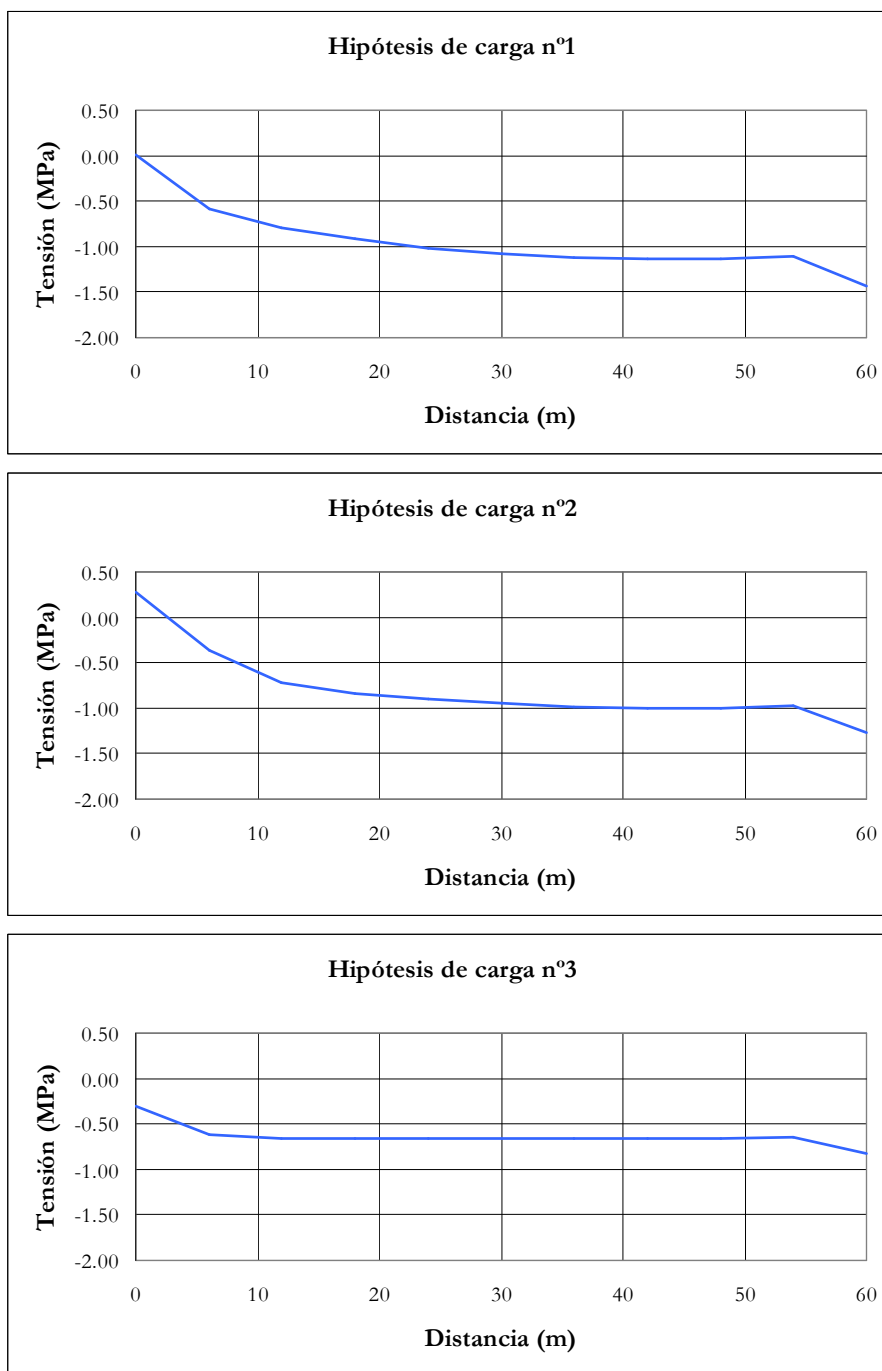 Hipótesis de carga nº1
Tensión (MPa)
0.50
0.00
-0.50
-1.00
-1.50
-2.00
0 10 20 30 40 50 60
Distancia (m)
Hipótesis de carga nº2
Tensión (MPa)
0.50
0.00
-0.50
-1.00
-1.50
-2.00
0 10 20 30 40 50 60
Distancia (m)
Hipótesis de carga nº3
Tensión (MPa)
0.50
0.00
-0.50
-1.00
-1.50
-2.00
0 10 20 30 40 50 60
Distancia (m)